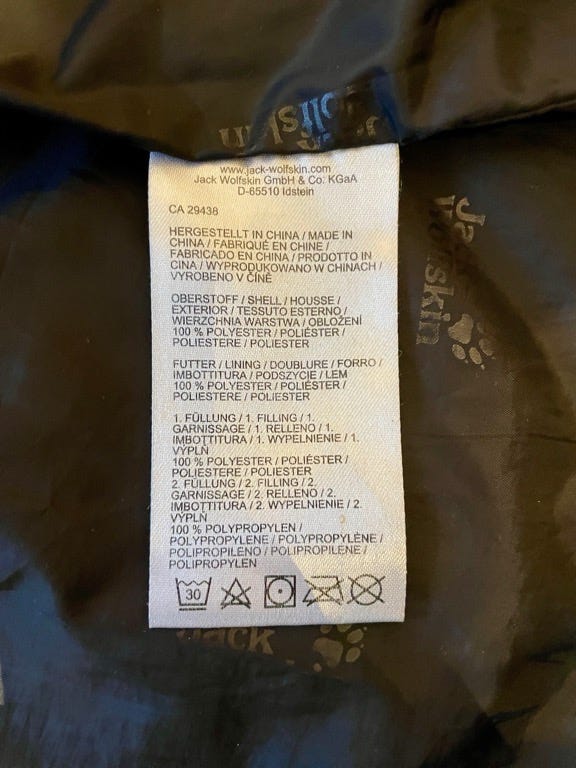 Jack
Wolfskin
www.jack-wolfskin.com
Jack Wolfskin GmbH & Co. KGaA
D-65510 Idstein
CA 29438
HERGESTELLT IN CHINA / MADE IN
CHINA / FABRIQUÉ EN CHINE /
FABRICADO EN CHINA / PRODOTTO IN
CINA / WYPRODUKOWANO W CHINACH /
VYROBENO V ČÍNĚ
OBERSTOFF / SHELL / HOUSSE /
EXTERIOR / TESSUTO ESTERNO /
WIERZCHNIA WARSTWA / OBLOŽENÍ
100 % POLYESTER / POLIÉSTER /
POLIESTERE / POLIESTER
FUTTER / LINING / DOUBLURE / FORRO /
IMBOTTITURA / PODSZYCIE / LEM
100 % POLYESTER / POLIÉSTER /
POLIESTERE / POLIESTER
1. FÜLLUNG / 1. FILLING / 1.
GARNISSAGE / 1. RELLENO / 1.
IMBOTTITURA / 1. WYPEŁNIENIE / 1.
VÝPLŇ
100 % POLYESTER / POLIÉSTER /
POLIESTERE / POLIESTER
2. FÜLLUNG / 2. FILLING / 2.
GARNISSAGE / 2. RELLENO / 2.
IMBOTTITURA / 2. WYPEŁNIENIE / 2.
VÝPLŇ
100 % POLYPROPYLEN /
POLYPROPYLENE / POLYPROPYLÈNE /
POLIPROPILENO / POLIPROPILENE /
POLIPROPYLEN
30
Jack